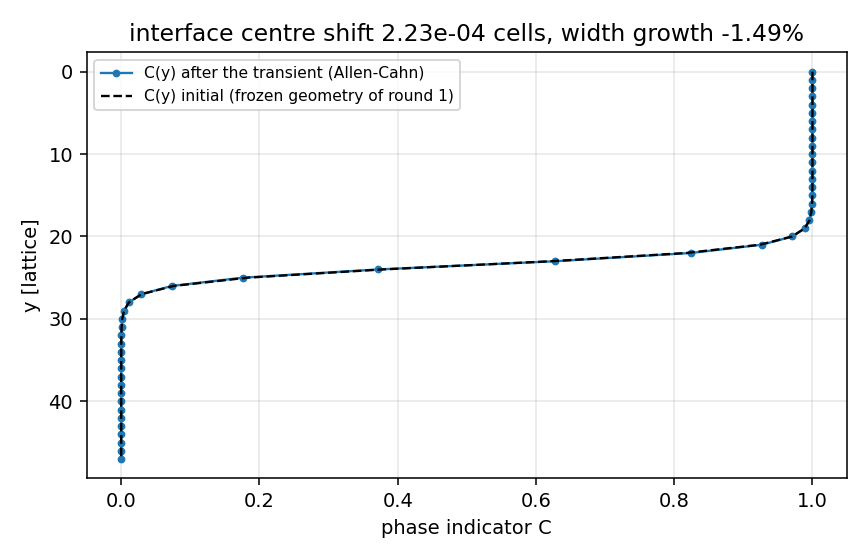 interface centre shift 2.23e-04 cells, width growth -1.49%
C(y) after the transient (Allen-Cahn)
C(y) initial (frozen geometry of round 1)
0
10
20
30
40
y [lattice]
0.0 0.2 0.4 0.6 0.8 1.0
phase indicator C